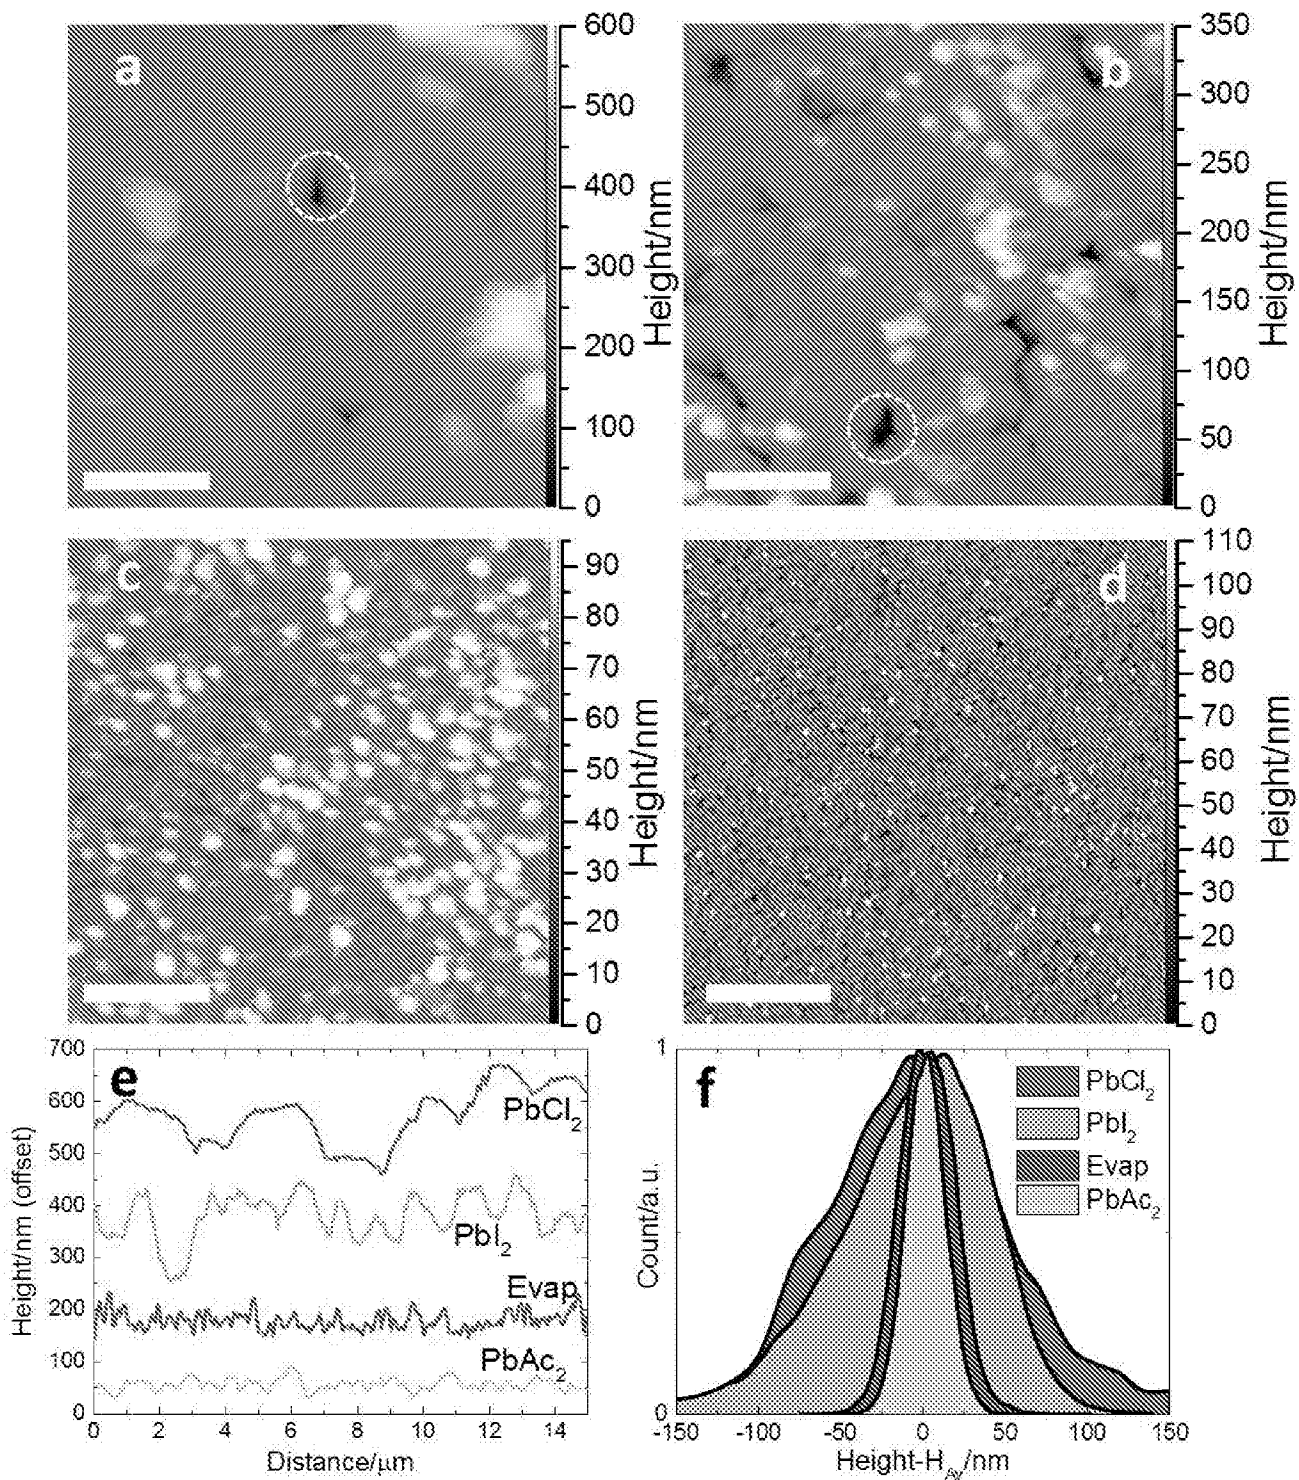 a
600
500
400
300
200
100
0
Height/nm
b
350
300
250
200
150
100
50
0
Height/nm
c
90
80
70
60
50
40
30
20
10
0
Height/nm
d
110
100
90
80
70
60
50
40
30
20
10
0
Height/nm
e
700
600
500
400
300
200
100
0
Height/nm (offset)
PbCl2
PbI2
Evap
PbAc2
0 2 4 6 8 10 12 14
Distance/μm
f
1
0
Count/a.u.
PbCl2
PbI2
Evap
PbAc2
-150 -100 -50 0 50 100 150
Height-HAv/nm